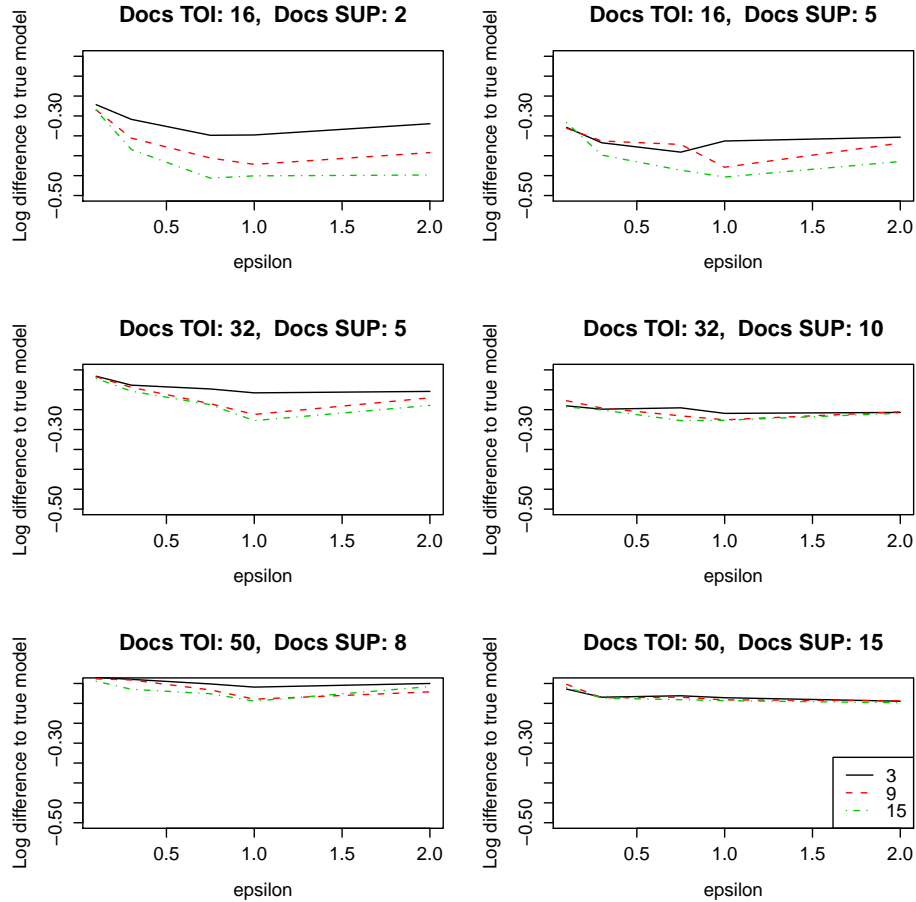 Docs TOI: 16,  Docs SUP: 2
Log difference to true model
−0.30
−0.50
0.5 1.0 1.5 2.0
epsilon
Docs TOI: 16,  Docs SUP: 5
Log difference to true model
−0.30
−0.50
0.5 1.0 1.5 2.0
epsilon
Docs TOI: 32,  Docs SUP: 5
Log difference to true model
−0.30
−0.50
0.5 1.0 1.5 2.0
epsilon
Docs TOI: 32,  Docs SUP: 10
Log difference to true model
−0.30
−0.50
0.5 1.0 1.5 2.0
epsilon
Docs TOI: 50,  Docs SUP: 8
Log difference to true model
−0.30
−0.50
0.5 1.0 1.5 2.0
epsilon
Docs TOI: 50,  Docs SUP: 15
Log difference to true model
−0.30
−0.50
3
9
15
0.5 1.0 1.5 2.0
epsilon